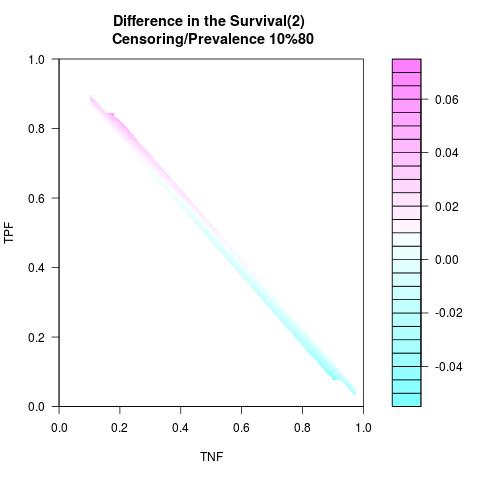 Difference in the Survival(2)
Censoring/Prevalence 10%80
TPF
1.0
0.8
0.6
0.4
0.2
0.0
0.0 0.2 0.4 0.6 0.8 1.0
TNF
0.06
0.04
0.02
0.00
-0.02
-0.04